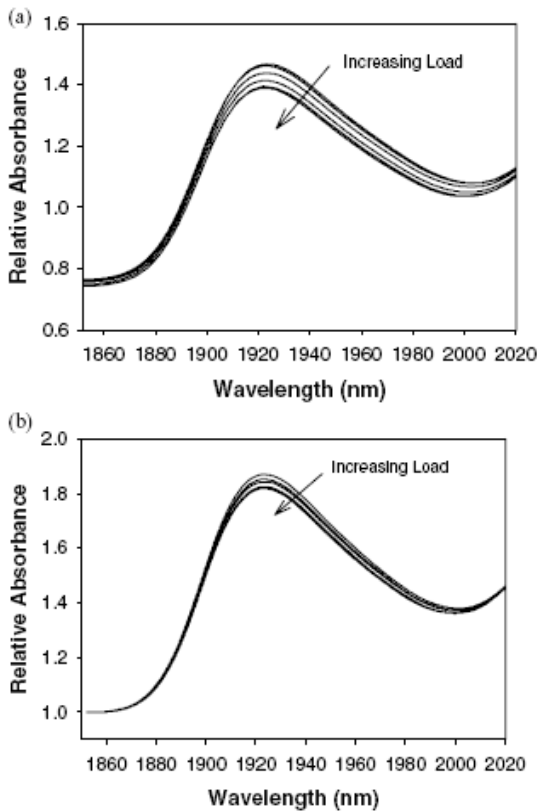 (a)
1.6
Increasing Load
1.4
1.2
1.0
0.8
0.6
Relative Absorbance
1860 1880 1900 1920 1940 1960 1980 2000 2020
Wavelength (nm)
(b)
2.0
Increasing Load
1.8
1.6
1.4
1.2
1.0
Relative Absorbance
1860 1880 1900 1920 1940 1960 1980 2000 2020
Wavelength (nm)